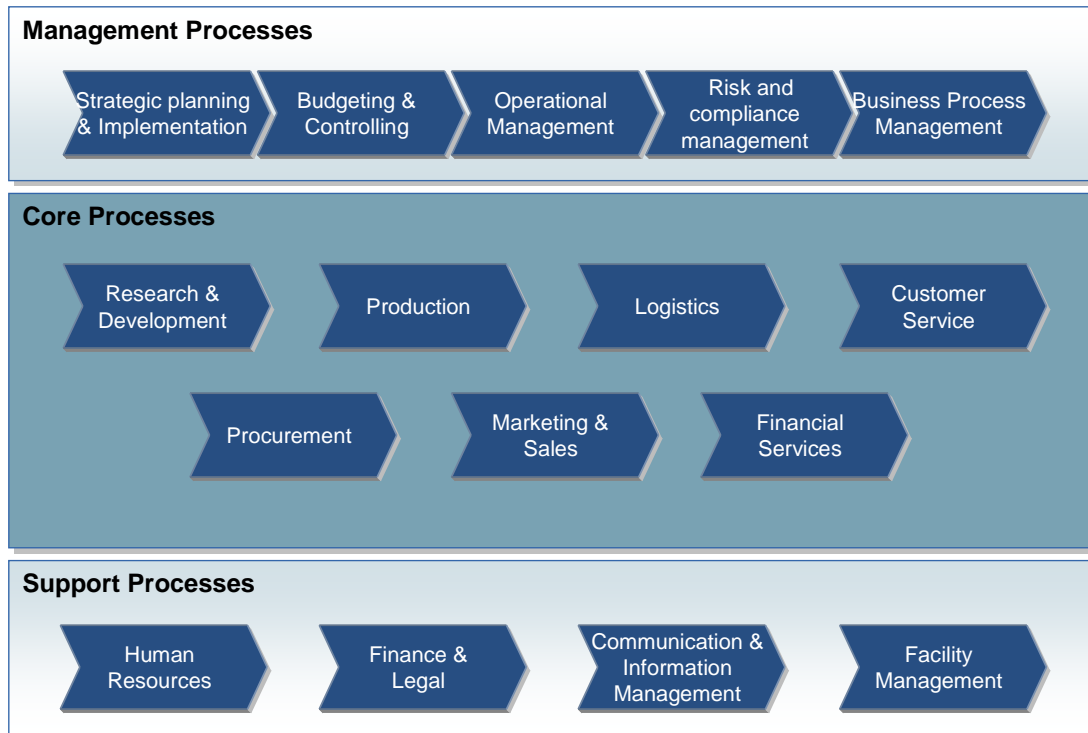 Management Processes
Strategic planning
& Implementation
Budgeting &
Controlling
Operational
Management
Risk and
compliance
management
Business Process
Management
Core Processes
Research &
Development
Production
Logistics
Customer
Service
Procurement
Marketing &
Sales
Financial
Services
Support Processes
Human
Resources
Finance &
Legal
Communication &
Information
Management
Facility
Management